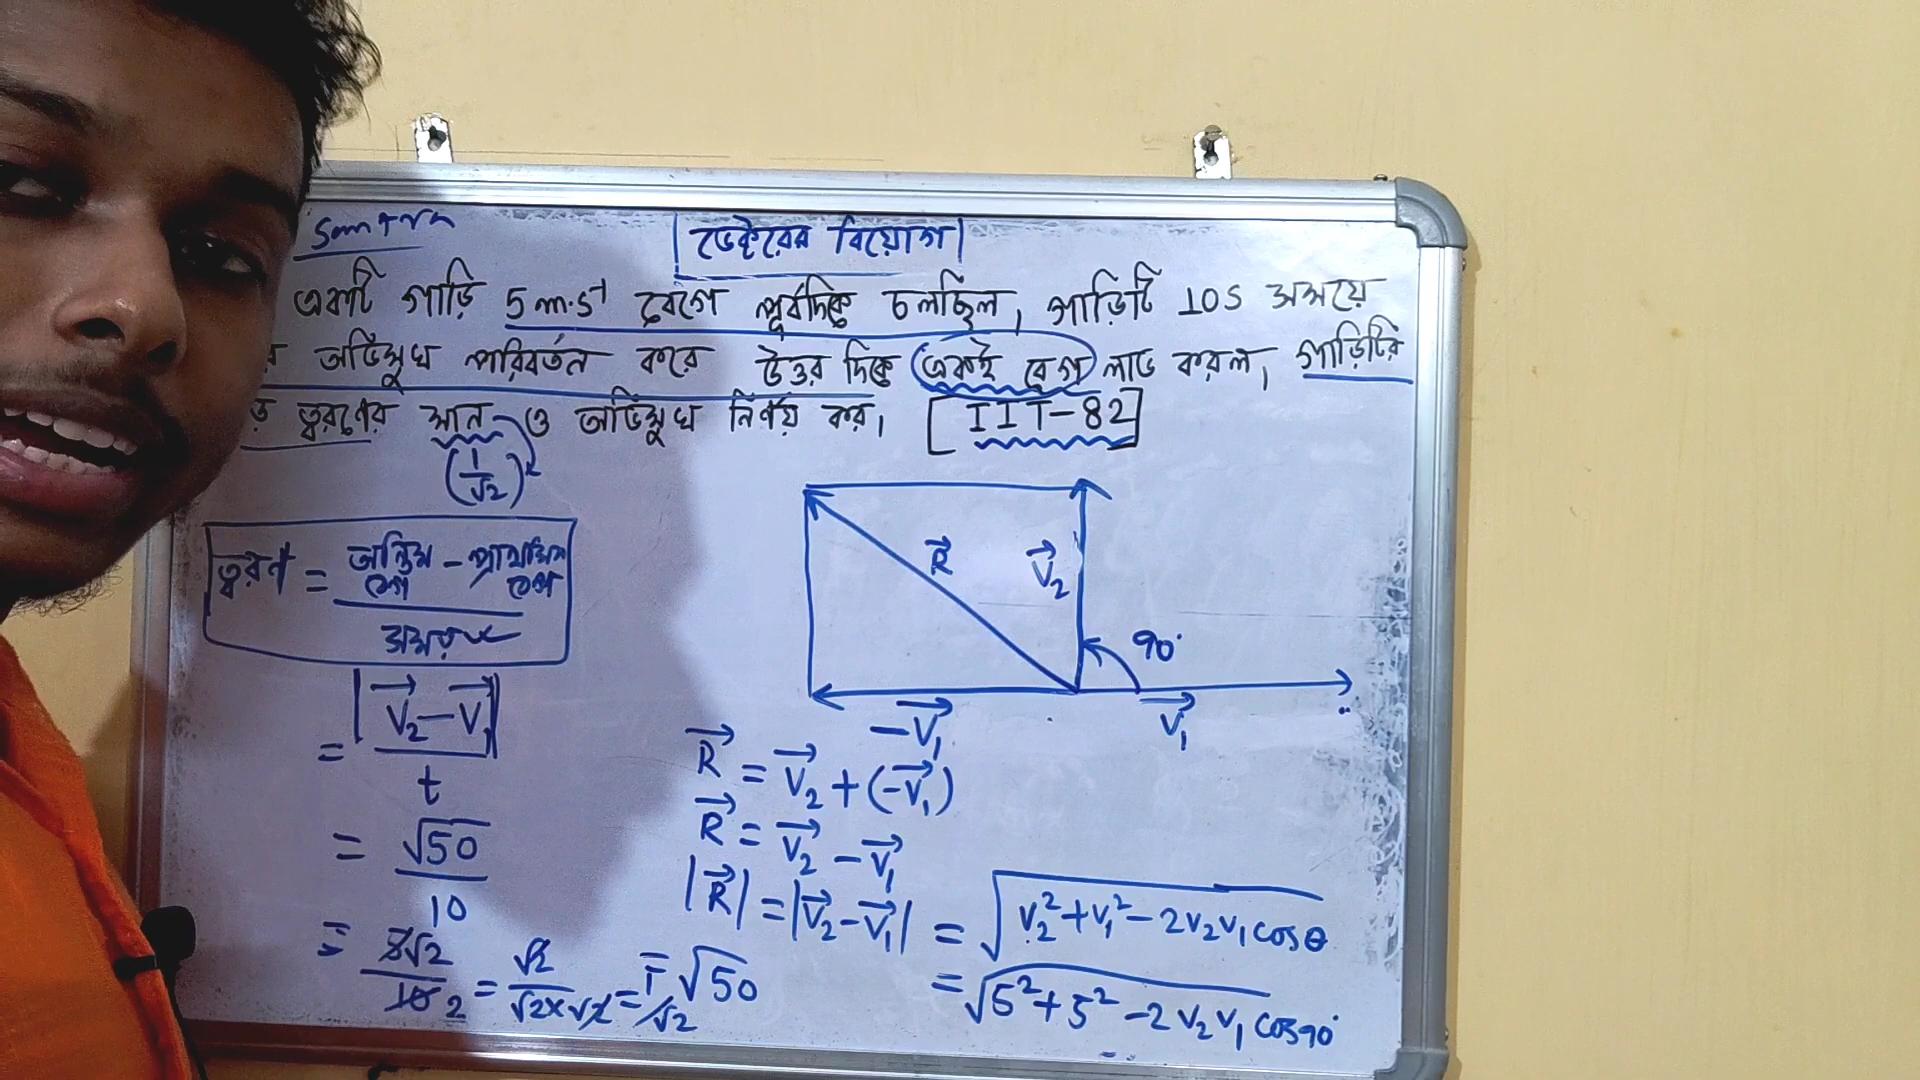 ভেক্টরের বিয়োগ
একটি গাড়ি 5 m.s⁻¹ বেগে পূর্বদিকে চলছিল, গাড়িটি 10 S সময়ে
অভিমুখ পরিবর্তন করে উত্তর দিকে একই বেগ লাভ করল, গাড়িটির
ত্বরণের মান ও অভিমুখ নির্ণয় কর। [IIT-82]
(1/√2)
ত্বরণ = অন্তিম বেগ - প্রাথমিক বেগ / সময়
= |V₂ - V₁| / t
= √50 / 10
= 5√2 / 10 2 = √2 / √2 x √2 = 1/√2
R
V₂
90°
-V₁
V₁
R = V₂ + (-V₁)
R = V₂ - V₁
|R| = |V₂ - V₁| = √V₂² + V₁² - 2V₂V₁ cosθ
= √5² + 5² - 2V₂V₁ cos90°
= √50